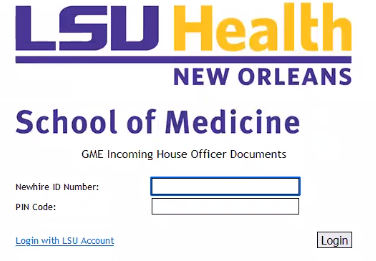 LSU Health
NEW ORLEANS
School of Medicine
GME Incoming House Officer Documents
Newhire ID Number:
PIN Code:
Login with LSU Account
Login